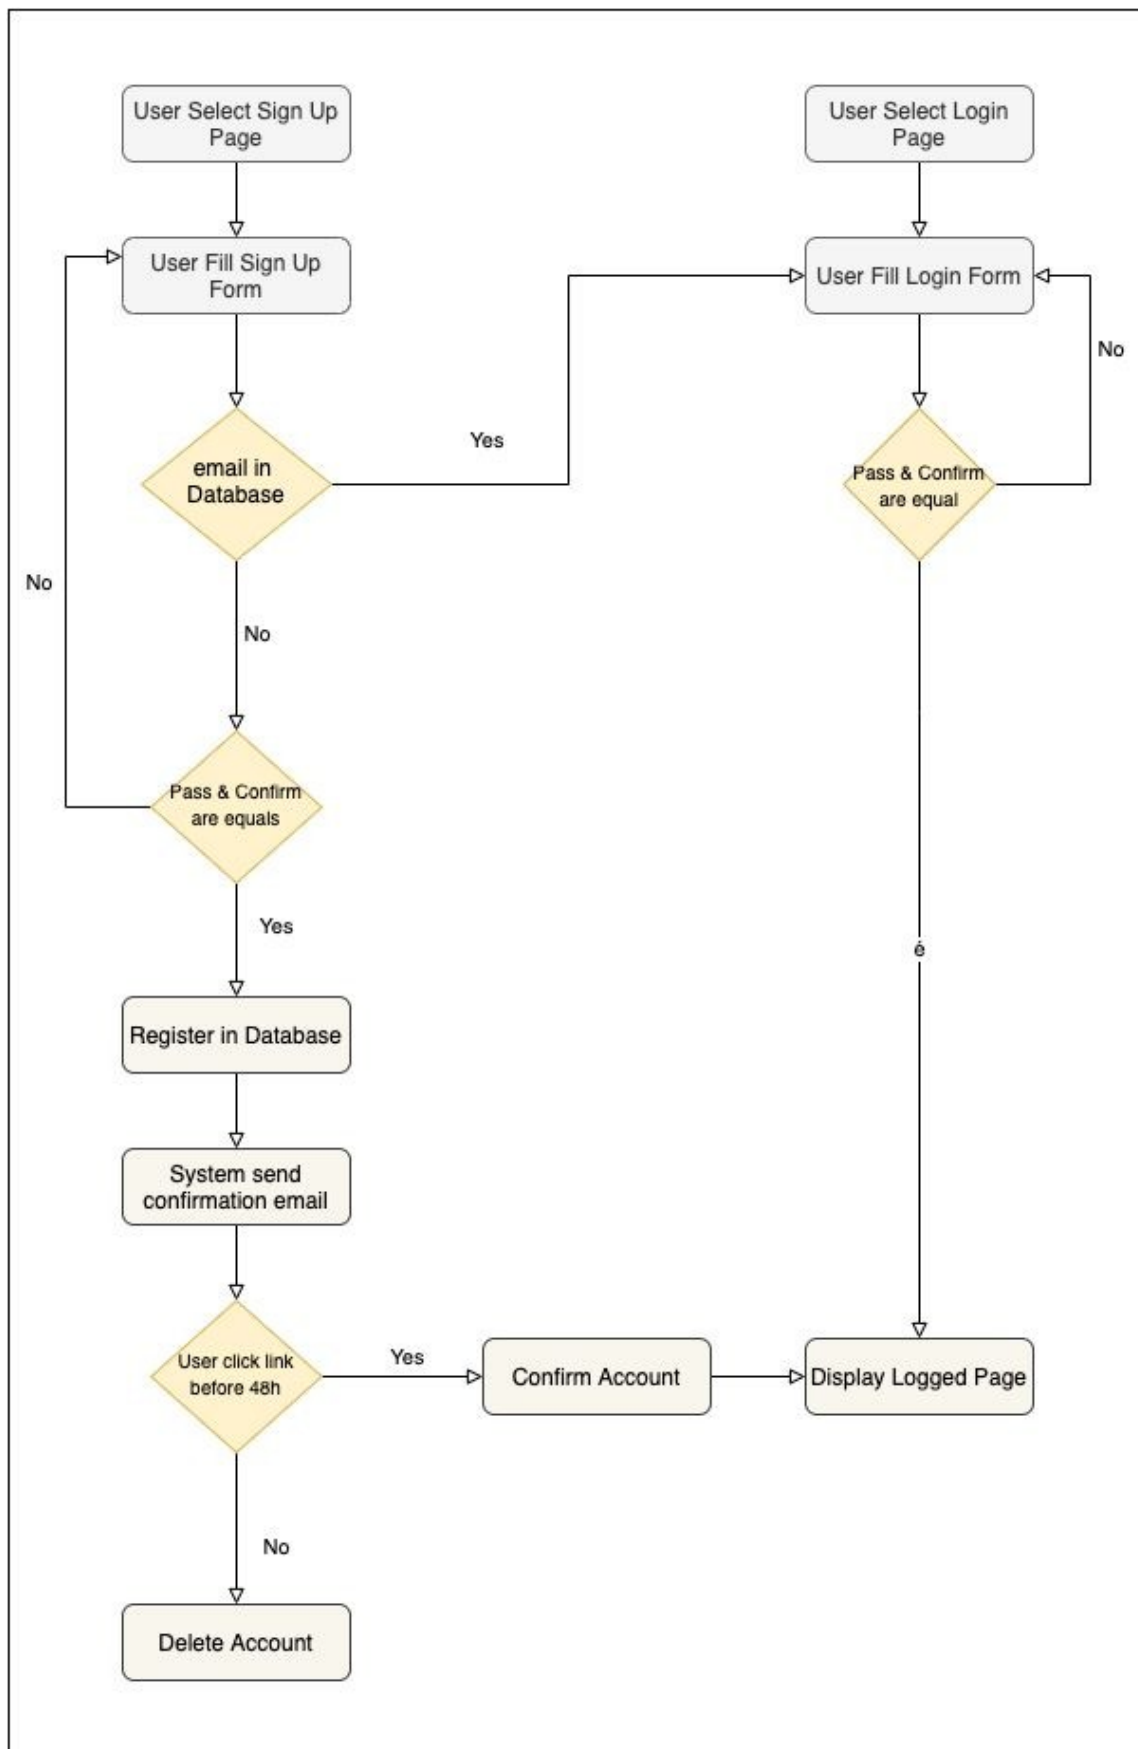 User Select Sign Up
Page
User Select Login
Page
User Fill Sign Up
Form
User Fill Login Form
No
email in
Database
Yes
Pass & Confirm
are equal
No
No
Pass & Confirm
are equals
Yes
é
Register in Database
System send
confirmation email
User click link
before 48h
Yes
Confirm Account
Display Logged Page
No
Delete Account